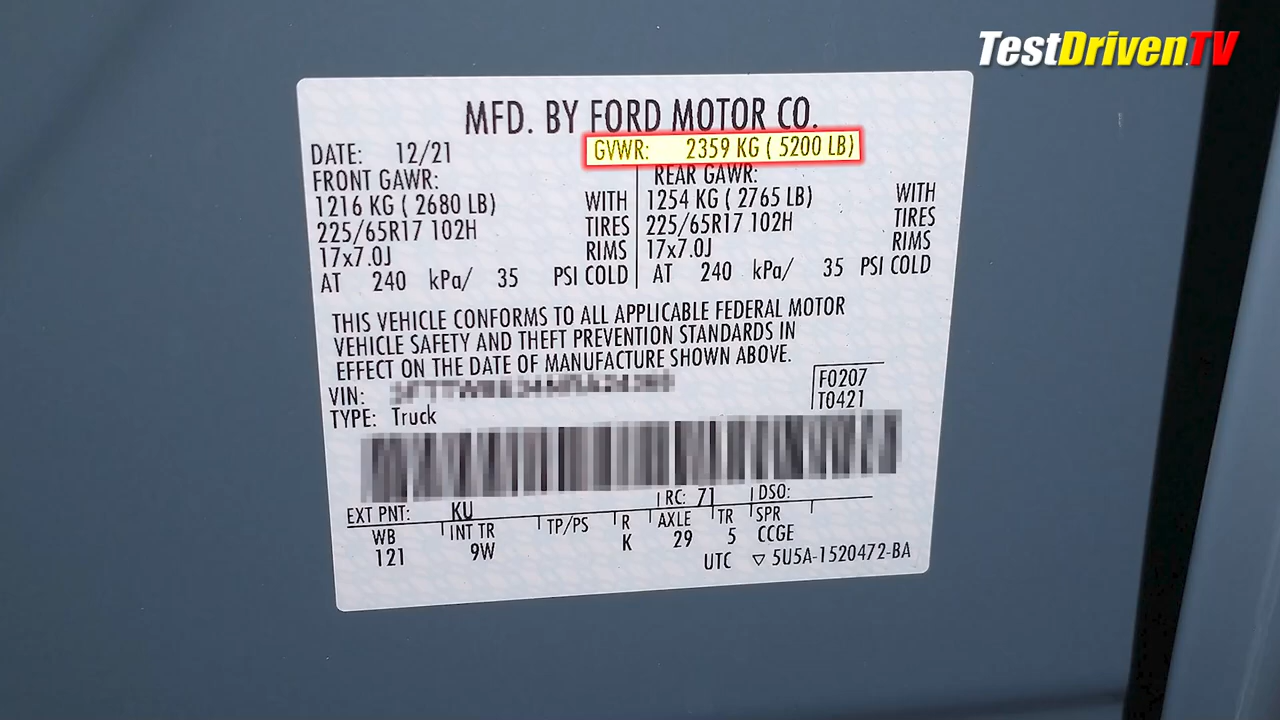 TestDrivenTV
MFD. BY FORD MOTOR CO.
DATE: 12/21
GVWR: 2359 KG ( 5200 LB)
FRONT GAWR:
REAR GAWR:
1216 KG ( 2680 LB) WITH
1254 KG ( 2765 LB) WITH
225/65R17 102H TIRES
225/65R17 102H TIRES
17x7.0J RIMS
17x7.0J RIMS
AT 240 kPa/ 35 PSI COLD
AT 240 kPa/ 35 PSI COLD
THIS VEHICLE CONFORMS TO ALL APPLICABLE FEDERAL MOTOR
VEHICLE SAFETY AND THEFT PREVENTION STANDARDS IN
EFFECT ON THE DATE OF MANUFACTURE SHOWN ABOVE.
VIN:
F0207
T0421
TYPE: Truck
EXT PNT: KU RC: 71 DSO:
WB INT TR TP/PS R AXLE TR SPR
121 9W K 29 5 CCGE
UTC ▽ 5U5A-1520472-BA